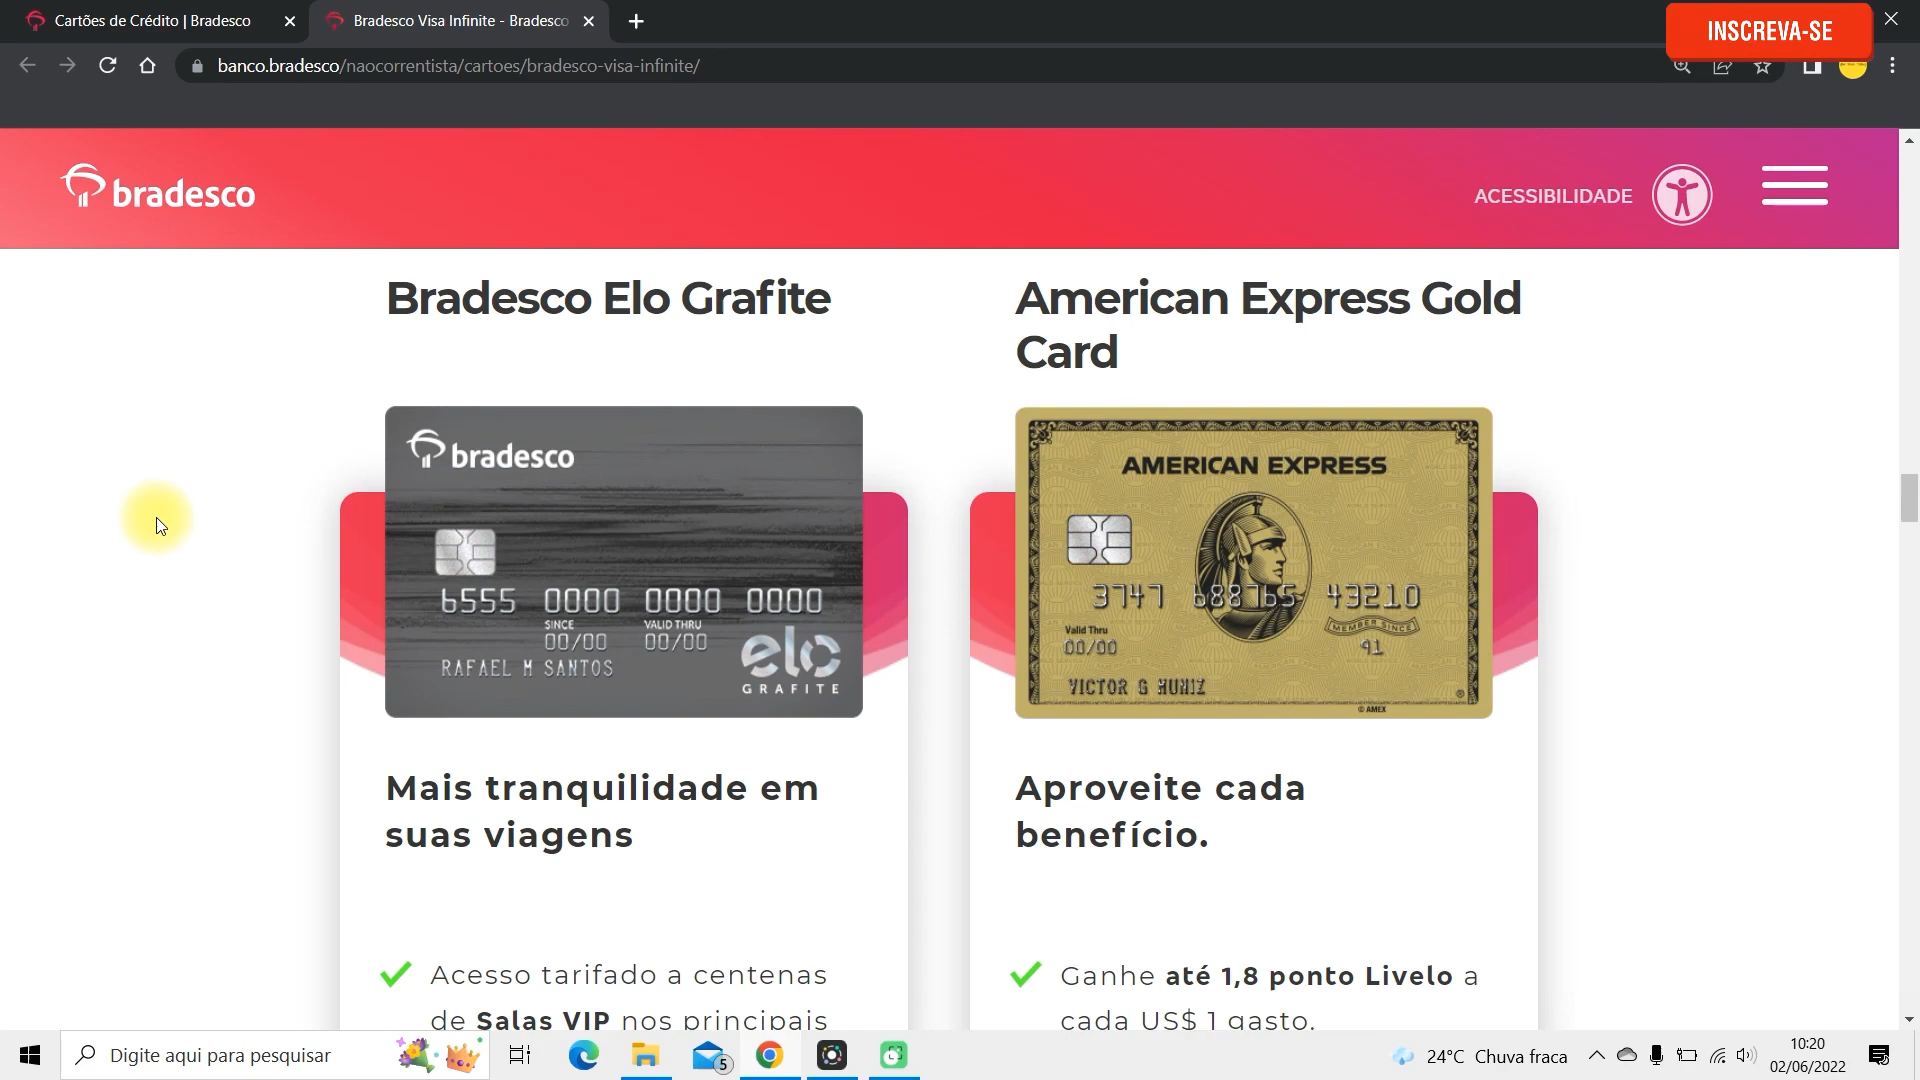 Cartões de Crédito | Bradesco
Bradesco Visa Infinite - Bradesco
INSCREVA-SE
banco.bradesco/naocorrentista/cartoes/bradesco-visa-infinite/
bradesco
ACESSIBILIDADE
Bradesco Elo Grafite
bradesco
6555 0000 0000 0000
SINCE
00/00
VALID THRU
00/00
RAFAEL M SANTOS
elo
GRAFITE
Mais tranquilidade em
suas viagens
Acesso tarifado a centenas
de Salas VIP nos principais
American Express Gold
Card
AMERICAN EXPRESS
3747 688765 43210
Valid Thru
00/00
MEMBER SINCE
91
VICTOR G MUNIZ
® 
© AMEX
Aproveite cada
benefício.
Ganhe até 1,8 ponto Livelo a
cada US$ 1 gasto.
Digite aqui para pesquisar
5
24°C Chuva fraca
10:20
02/06/2022